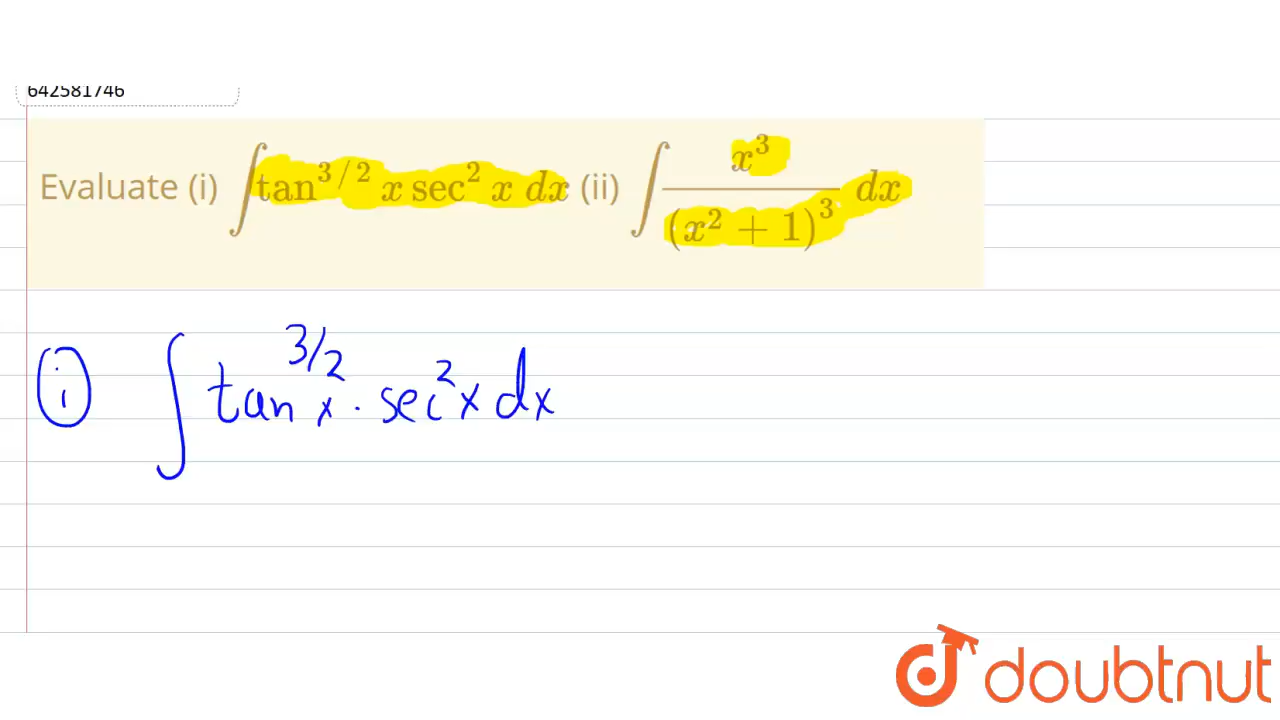 642581746
Evaluate (i) ∫tan^{3/2} x sec^2 x dx (ii) ∫ x^3/(x^2 + 1)^3 dx
(i) ∫ tan^{3/2} x · sec^2 x dx
doubtnut